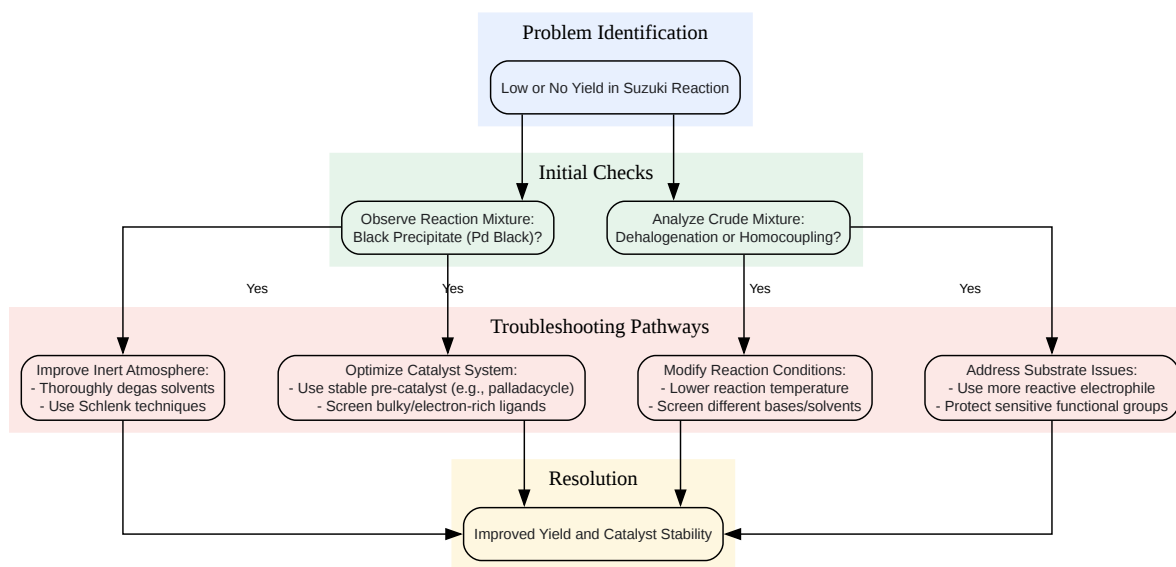 Problem Identification
Low or No Yield in Suzuki Reaction
Initial Checks
Observe Reaction Mixture:
Black Precipitate (Pd Black)?
Analyze Crude Mixture:
Dehalogenation or Homocoupling?
Yes
Yes
Yes
Yes
Troubleshooting Pathways
Improve Inert Atmosphere:
- Thoroughly degas solvents
- Use Schlenk techniques
Optimize Catalyst System:
- Use stable pre-catalyst (e.g., palladacycle)
- Screen bulky/electron-rich ligands
Modify Reaction Conditions:
- Lower reaction temperature
- Screen different bases/solvents
Address Substrate Issues:
- Use more reactive electrophile
- Protect sensitive functional groups
Resolution
Improved Yield and Catalyst Stability